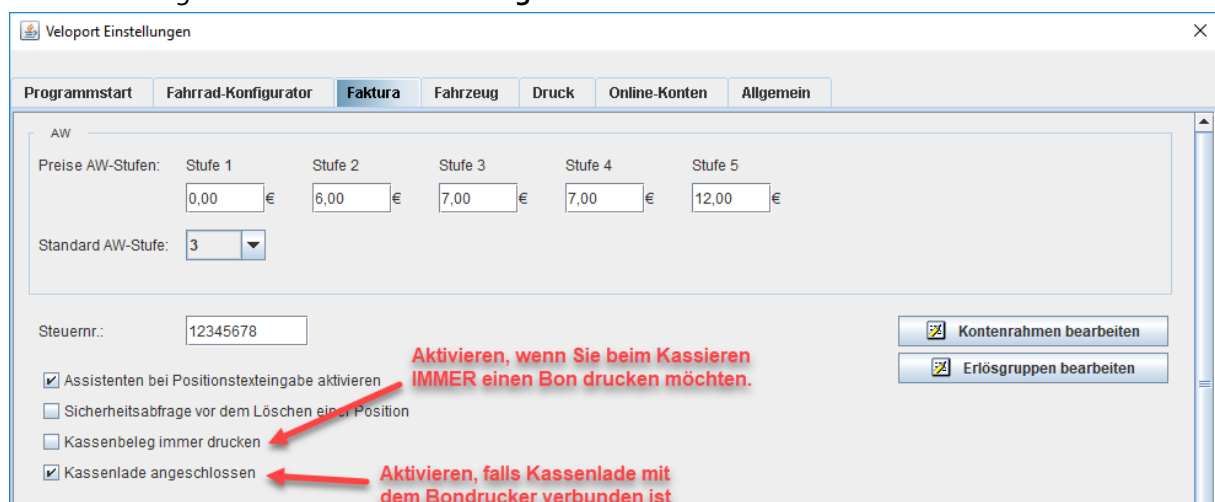 Veloport Einstellungen
Programmstart Fahrrad-Konfigurator Faktura Fahrzeug Druck Online-Konten Allgemein
AW
Preise AW-Stufen: Stufe 1 Stufe 2 Stufe 3 Stufe 4 Stufe 5
0,00 € 6,00 € 7,00 € 7,00 € 12,00 €
Standard AW-Stufe: 3
Steuernr.: 12345678
Kontenrahmen bearbeiten
Erlösgruppen bearbeiten
Aktivieren, wenn Sie beim Kassieren
IMMER einen Bon drucken möchten.
Assistenten bei Positionstexteingabe aktivieren
Sicherheitsabfrage vor dem Löschen einer Position
Kassenbeleg immer drucken
Kassenlade angeschlossen
Aktivieren, falls Kassenlade mit
dem Bondrucker verbunden ist